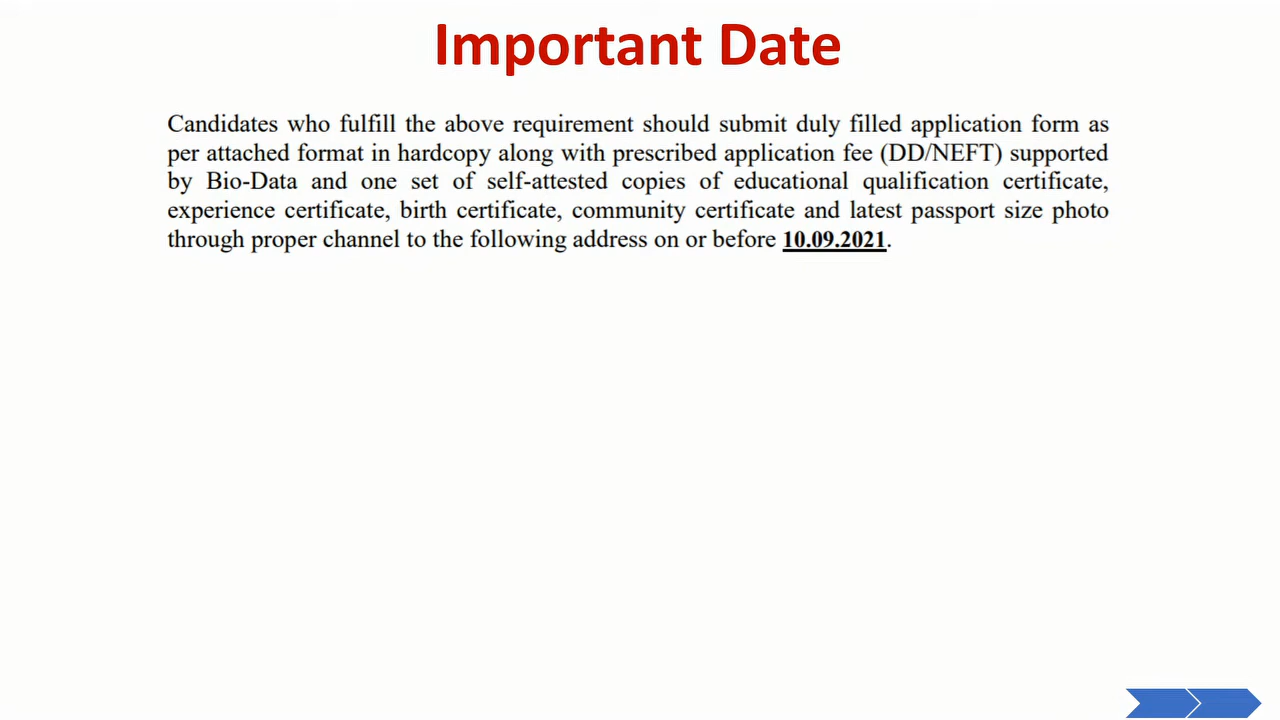 Important Date
Candidates who fulfill the above requirement should submit duly filled application form as
per attached format in hardcopy along with prescribed application fee (DD/NEFT) supported
by Bio-Data and one set of self-attested copies of educational qualification certificate,
experience certificate, birth certificate, community certificate and latest passport size photo
through proper channel to the following address on or before 10.09.2021.